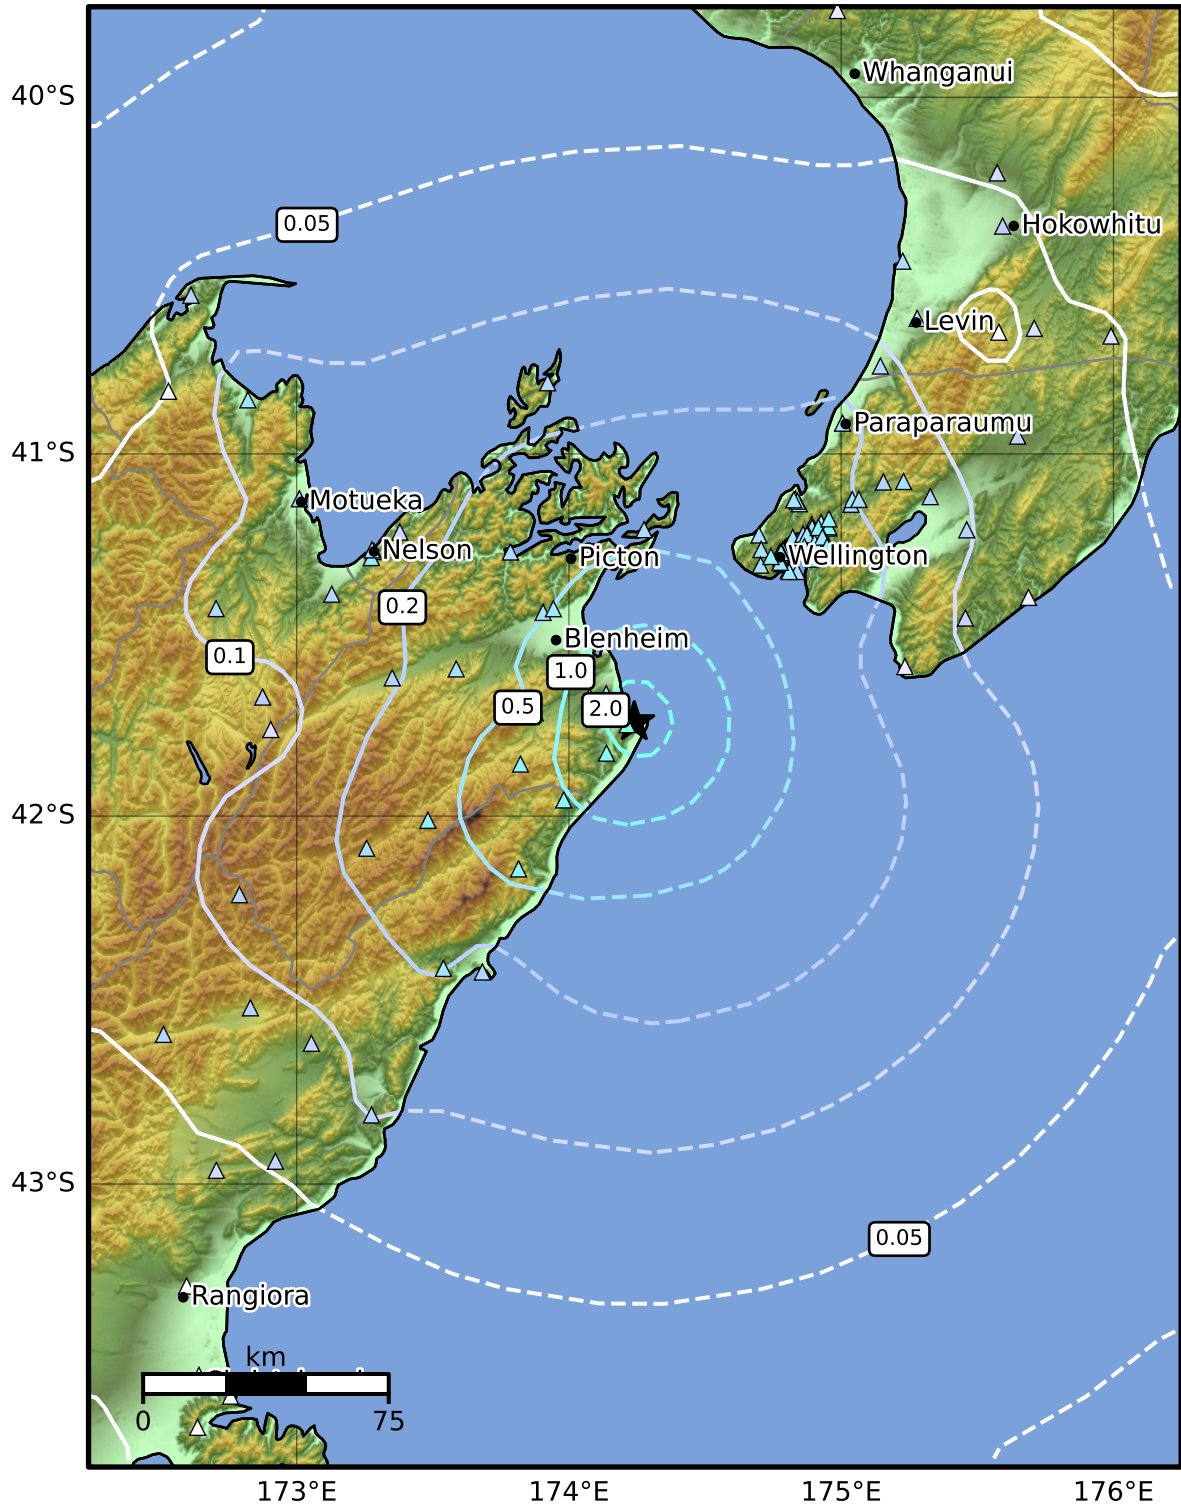 Whanganui
40°S
0.05
Hokowhitu
Levin
Paraparaumu
41°S
Motueka
Nelson
Picton
Wellington
0.2
Blenheim
0.1
1.0
0.5
2.0
42°S
43°S
0.05
Rangiora
km
0
75
173°E
174°E
175°E
176°E